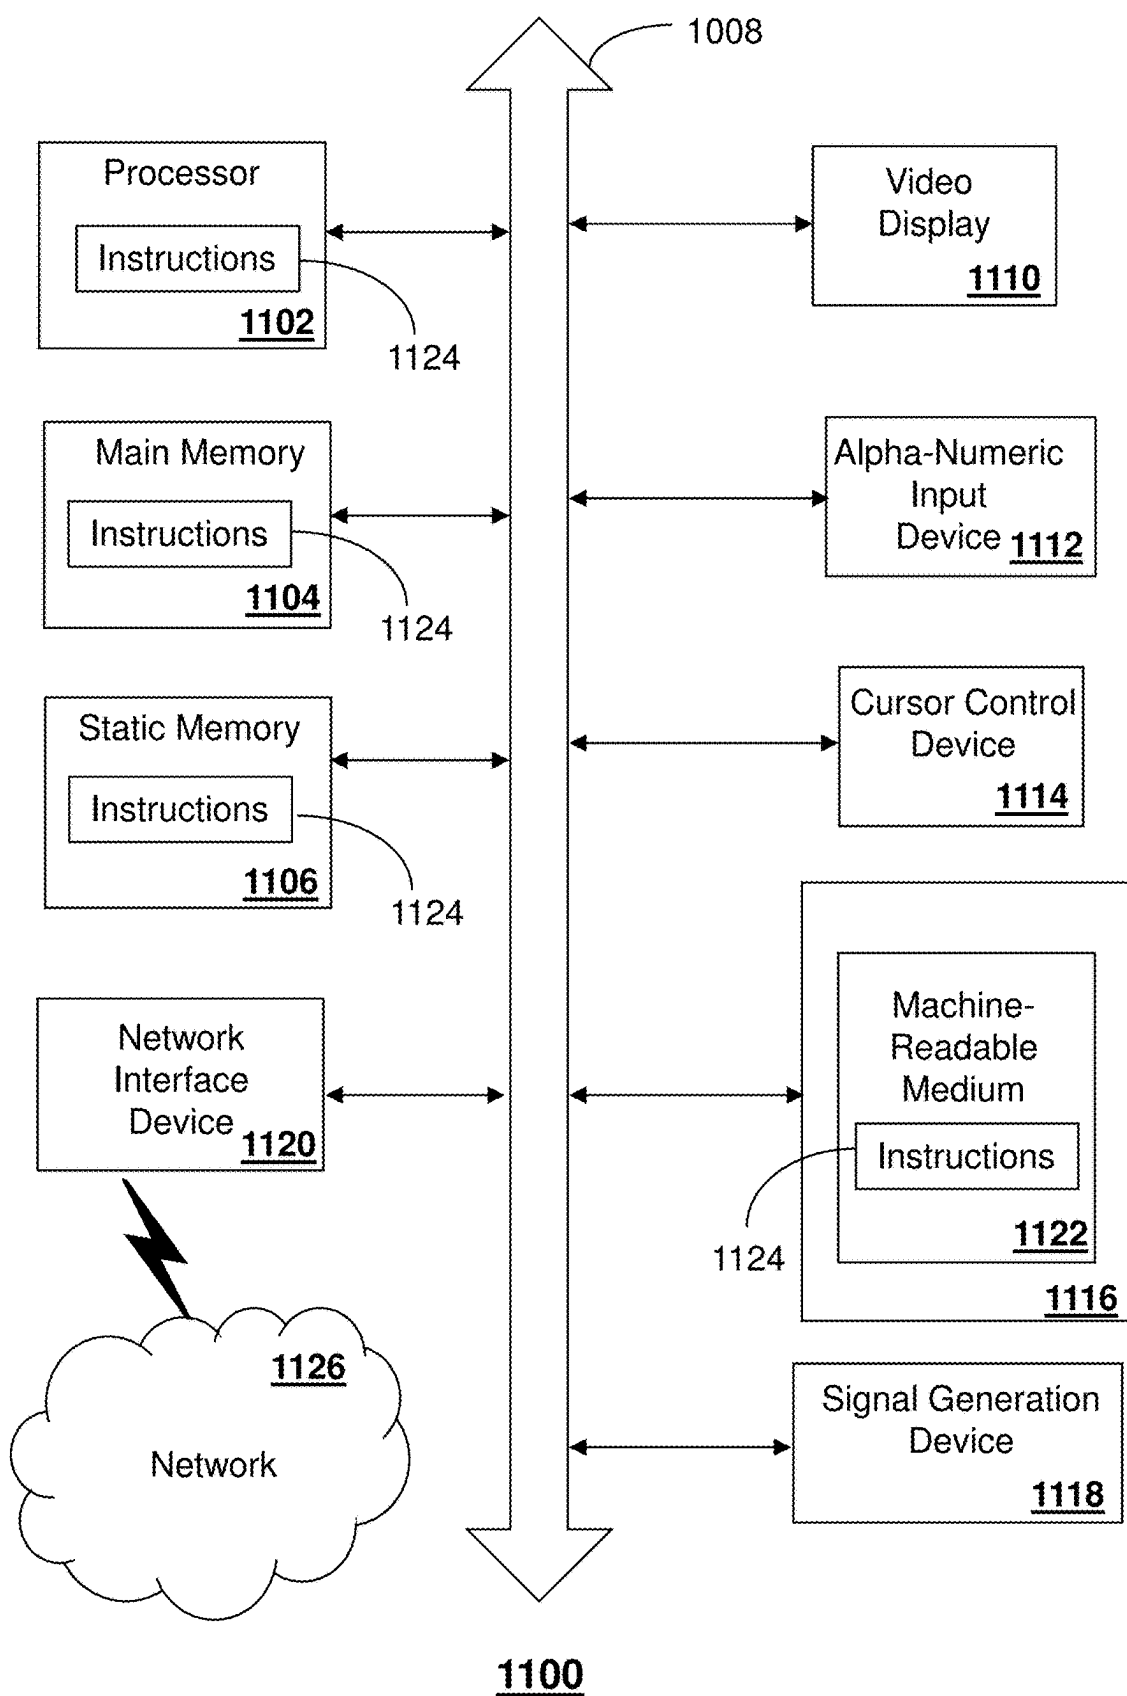 1008
Processor
Instructions
1102
1124
Main Memory
Instructions
1104
1124
Static Memory
Instructions
1106
1124
Network
Interface
Device
1120
1126
Network
Video
Display
1110
Alpha-Numeric
Input
Device
1112
Cursor Control
Device
1114
Machine-
Readable
Medium
Instructions
1122
1124
1116
Signal Generation
Device
1118
1100